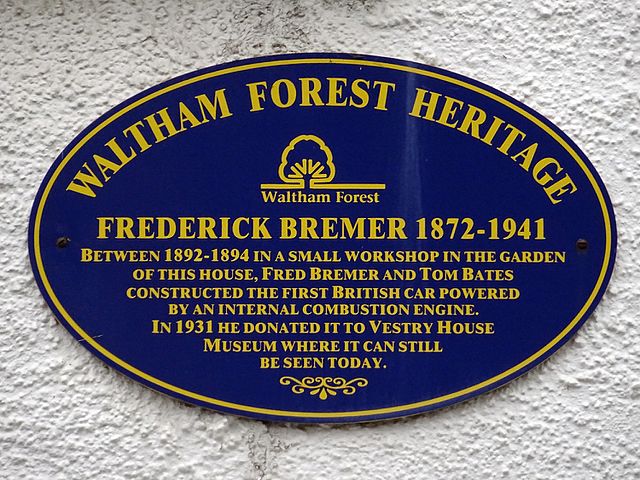 WALTHAM FOREST HERITAGE
Waltham Forest
FREDERICK BREMER 1872-1941
BETWEEN 1892-1894 IN A SMALL WORKSHOP IN THE GARDEN
OF THIS HOUSE, FRED BREMER AND TOM BATES
CONSTRUCTED THE FIRST BRITISH CAR POWERED
BY AN INTERNAL COMBUSTION ENGINE.
IN 1931 HE DONATED IT TO VESTRY HOUSE
MUSEUM WHERE IT CAN STILL
BE SEEN TODAY.